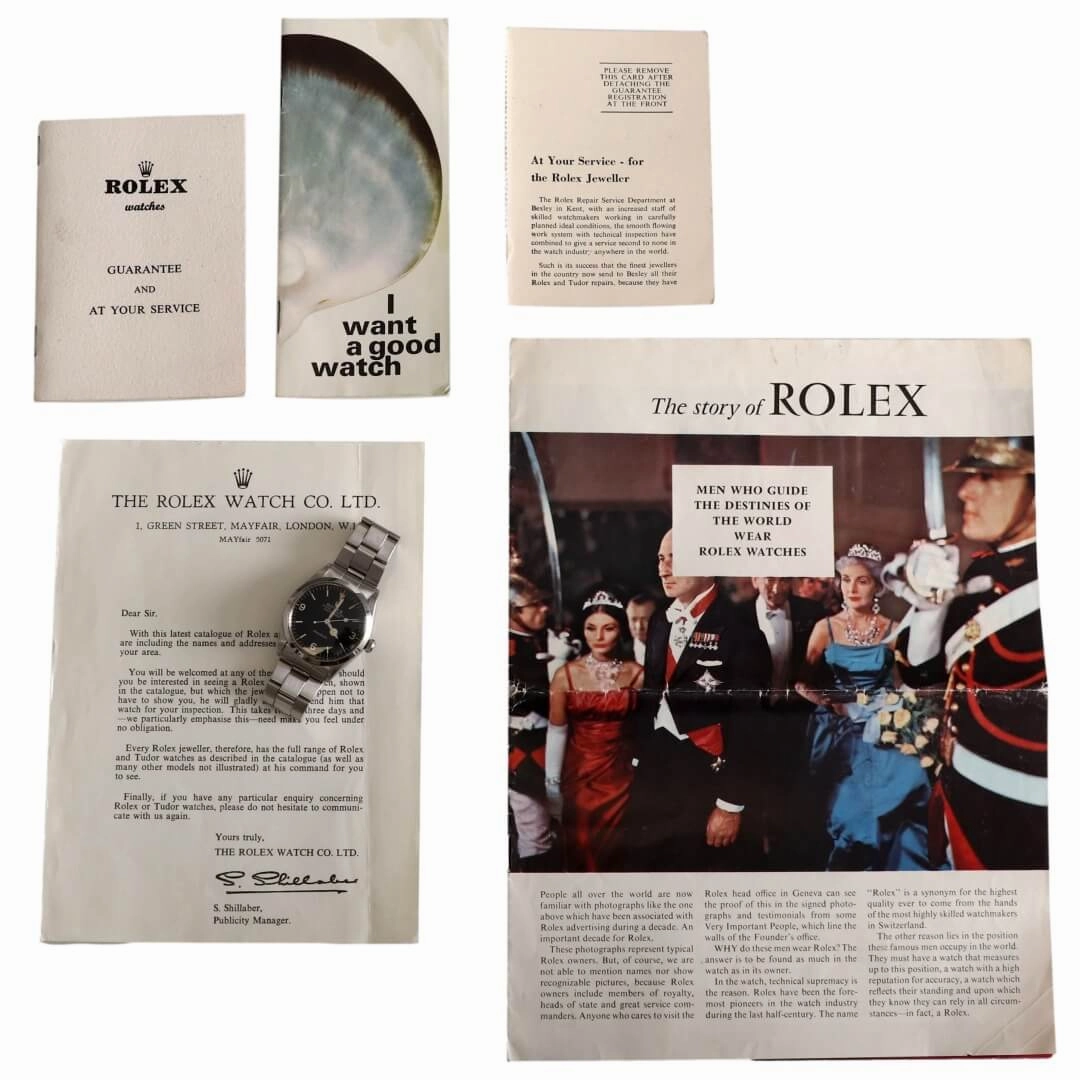 ROLEX
watches
GUARANTEE
AND
AT YOUR SERVICE
I
want
a good
watch
PLEASE REMOVE
THIS CARD AFTER
DETACHING THE
GUARANTEE
REGISTRATION
AT THE FRONT
At Your Service - for
the Rolex Jeweller
The Rolex Repair Service Department at
Bexley in Kent, with an increased staff of
skilled watchmakers working in carefully
planned ideal conditions, the smooth flowing
work system with technical inspection have
combined to give a service second to none in
the watch industry anywhere in the world.
Such is its success that the finest jewellers
in the country now send to Bexley all their
Rolex and Tudor repairs, because they have
THE ROLEX WATCH CO. LTD.
1, GREEN STREET, MAYFAIR, LONDON, W.1
MAYfair
Dear Sir,
With this latest catalogue of Rolex
are including the names and addresses
your area.
You will be welcomed at any of the should
you be interested in seeing a Rolex shown
in the catalogue, but which the open not to
have to show you, he will gladly end him that
watch for your inspection. This takes three days and
—we particularly emphasise this—need make you feel under
no obligation.
Every Rolex jeweller, therefore, has the full range of Rolex
and Tudor watches as described in the catalogue (as well as
many other models not illustrated) at his command for you
to see.
Finally, if you have any particular enquiry concerning
Rolex or Tudor watches, please do not hesitate to communi-
cate with us again.
Yours truly,
THE ROLEX WATCH CO. LTD.
S. Shillaber
S. Shillaber,
Publicity Manager.
9
6
3
The story of ROLEX
MEN WHO GUIDE
THE DESTINIES OF
THE WORLD
WEAR
ROLEX WATCHES
People all over the world are now
familiar with photographs like the one
above which have been associated with
Rolex advertising during a decade. An
important decade for Rolex.
These photographs represent typical
Rolex owners. But, of course, we are
not able to mention names nor show
recognizable pictures, because Rolex
owners include members of royalty,
heads of state and great service com-
manders. Anyone who cares to visit the
Rolex head office in Geneva can see
the proof of this in the signed photo-
graphs and testimonials from some
Very Important People, which line the
walls of the Founder's office.
WHY do these men wear Rolex? The
answer is to be found as much in the
watch as in its owner.
In the watch, technical supremacy is
the reason. Rolex have been the fore-
most pioneers in the watch industry
during the last half-century. The name
"Rolex" is a synonym for the highest
quality ever to come from the hands
of the most highly skilled watchmakers
in Switzerland.
The other reason lies in the position
these famous men occupy in the world.
They must have a watch that measures
up to this position, a watch with a high
reputation for accuracy, a watch which
reflects their standing and upon which
they know they can rely in all circum-
stances—in fact, a Rolex.